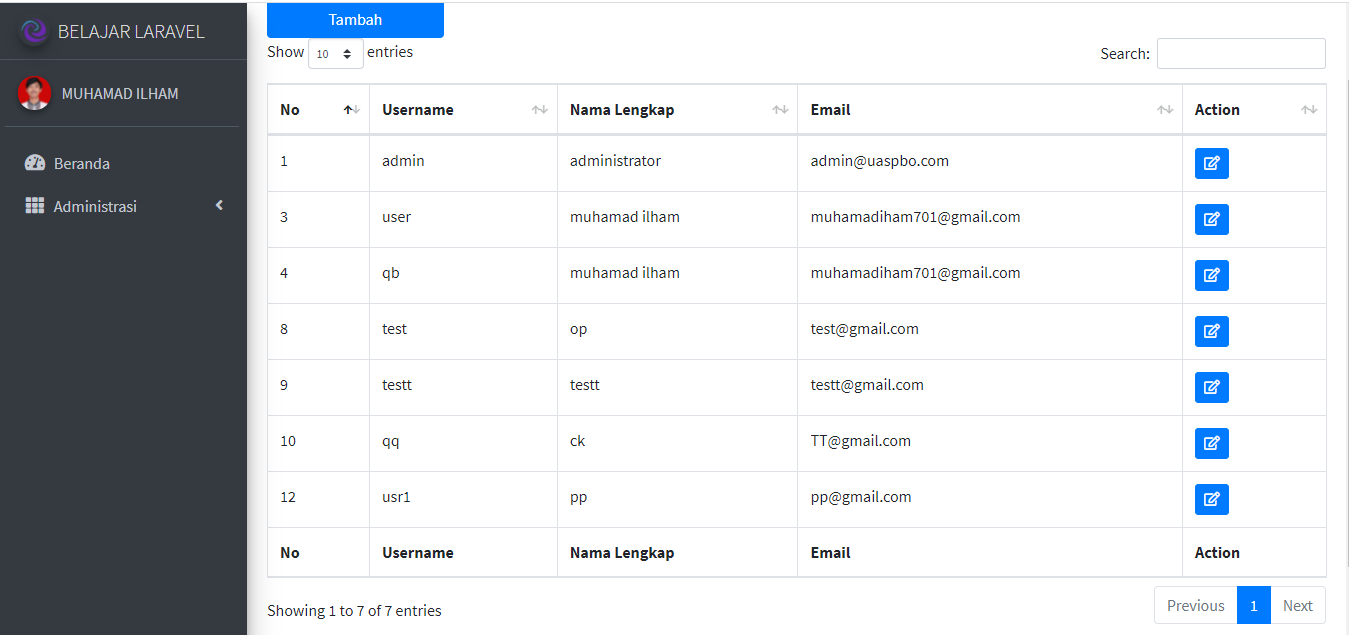 BELAJAR LARAVEL
MUHAMAD ILHAM
Beranda
Administrasi
Tambah
Show 10 entries
Search:
No Username Nama Lengkap Email Action
1 admin administrator admin@uaspbo.com
3 user muhamad ilham muhamadiham701@gmail.com
4 qb muhamad ilham muhamadiham701@gmail.com
8 test op test@gmail.com
9 testt testt testt@gmail.com
10 qq ck TT@gmail.com
12 usr1 pp pp@gmail.com
No Username Nama Lengkap Email Action
Showing 1 to 7 of 7 entries
Previous 1 Next